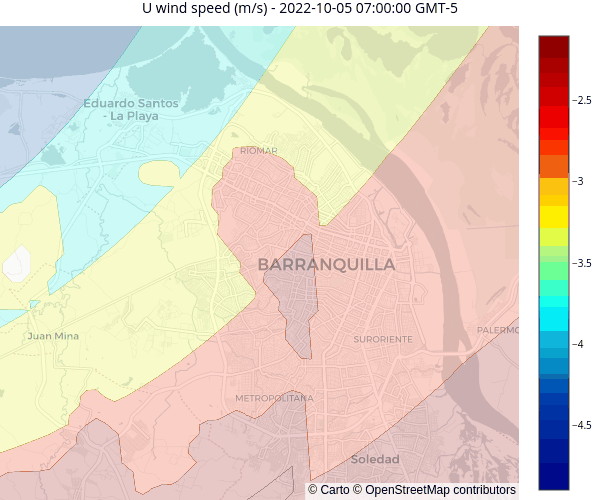 U wind speed (m/s) - 2022-10-05 07:00:00 GMT-5
Eduardo Santos
- La Playa
RIOMAR
BARRANQUILLA
Juan Mina
SURORIENTE
PALERMO
METROPOLITANA
Soledad
−2.5
−3
−3.5
−4
−4.5
© Carto © OpenStreetMap contributors